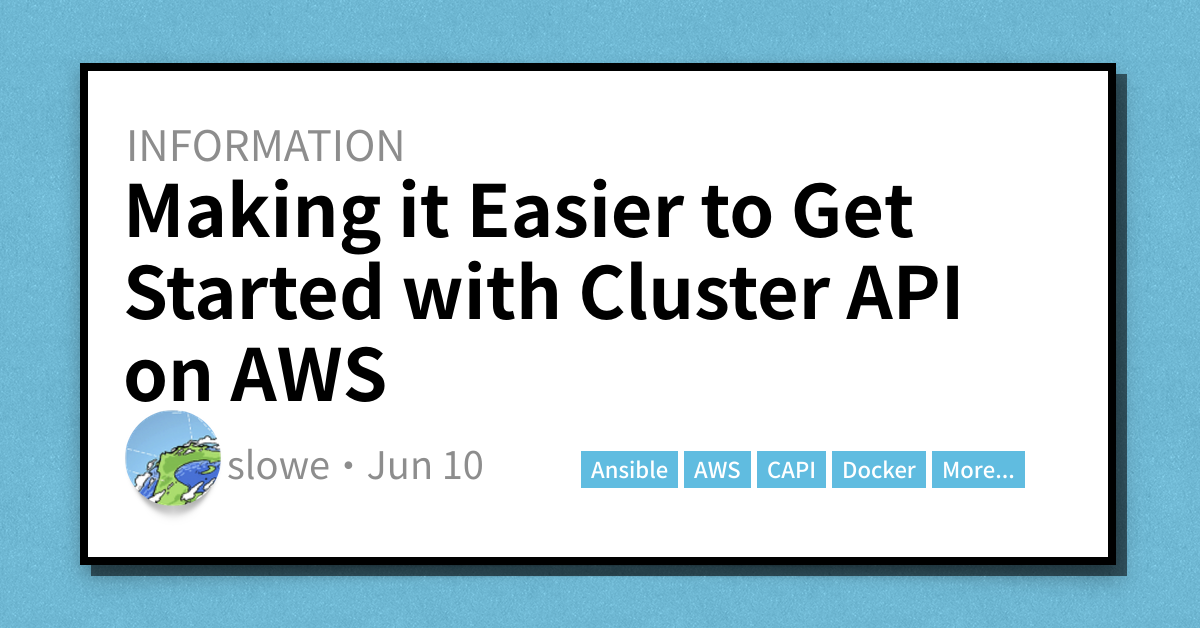 INFORMATION
Making it Easier to Get
Started with Cluster API
on AWS
slowe • Jun 10
Ansible AWS CAPI Docker More...